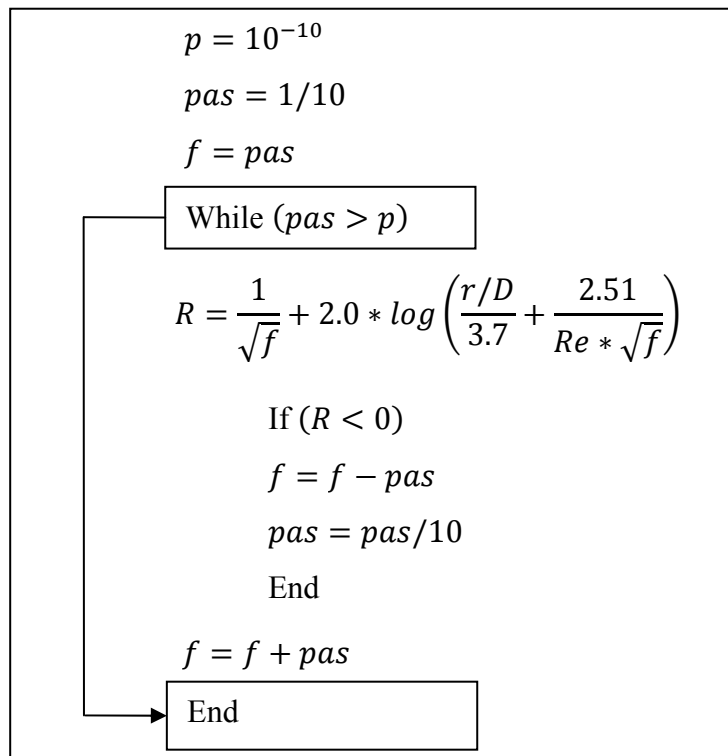 p = 10⁻¹⁰
pas = 1/10
f = pas
While (pas > p)
R = 1/√f + 2.0 * log((r/D)/3.7 + 2.51/(Re * √f))
If (R < 0)
f = f − pas
pas = pas/10
End
f = f + pas
End